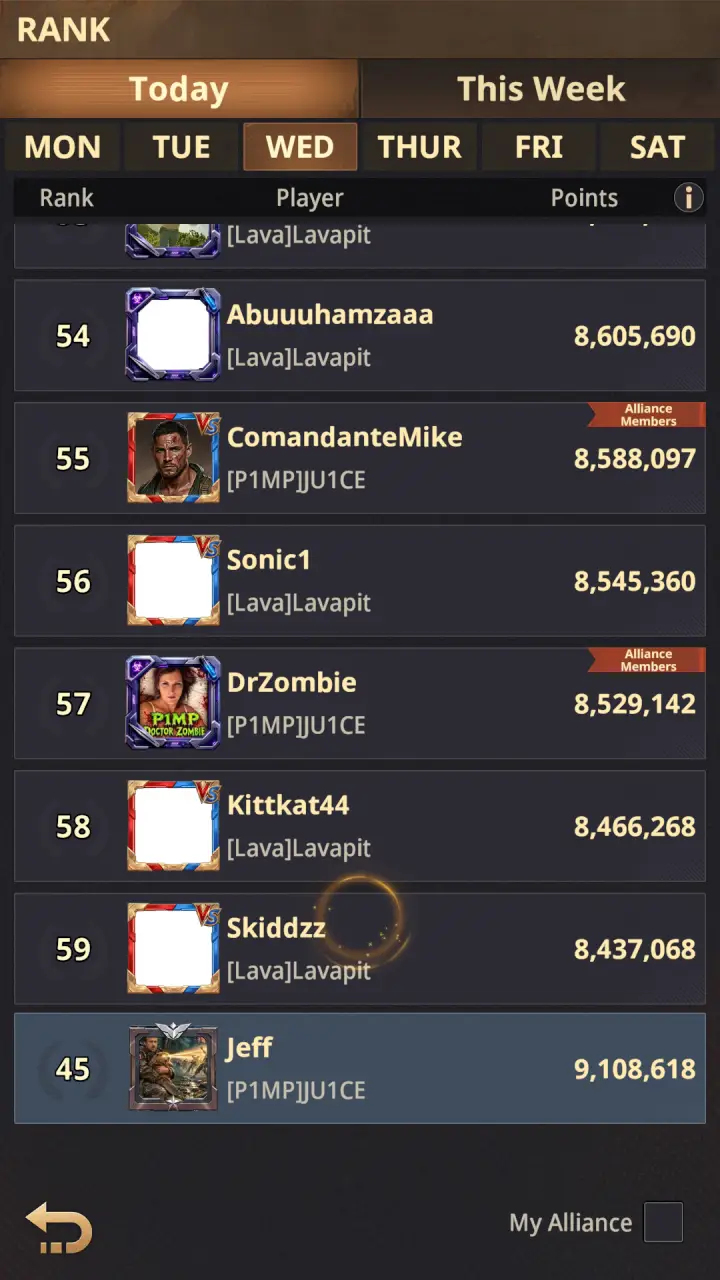 RANK
Today
This Week
MON
TUE
WED
THUR
FRI
SAT
Rank
Player
Points
[Lava]Lavapit
54
Abuuuhamzaaa
[Lava]Lavapit
8,605,690
Alliance
Members
55
ComandanteMike
[P1MP]JU1CE
8,588,097
56
Sonic1
[Lava]Lavapit
8,545,360
Alliance
Members
57
P1MP
DOCTOR ZOMBIE
DrZombie
[P1MP]JU1CE
8,529,142
58
Kittkat44
[Lava]Lavapit
8,466,268
59
Skiddzz
[Lava]Lavapit
8,437,068
45
Jeff
[P1MP]JU1CE
9,108,618
My Alliance